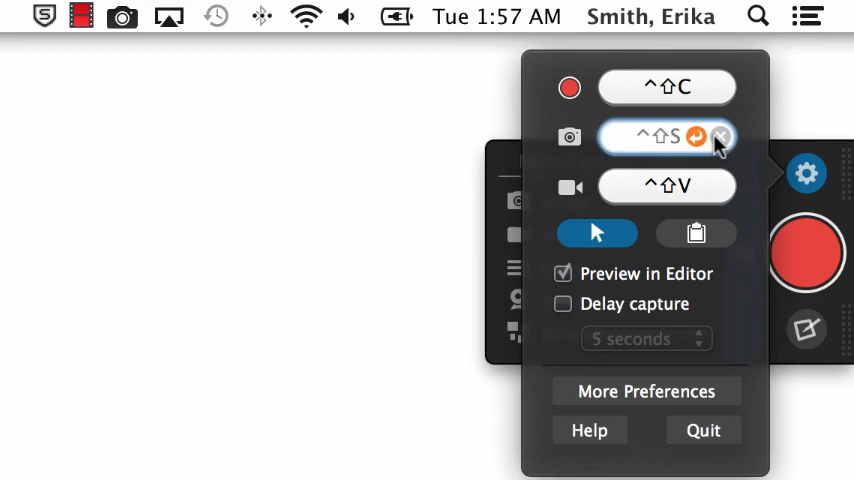 S Tue 1:57 AM Smith, Erika
^⇧C
^⇧S
^⇧V
Preview in Editor
Delay capture
5 seconds
More Preferences
Help Quit